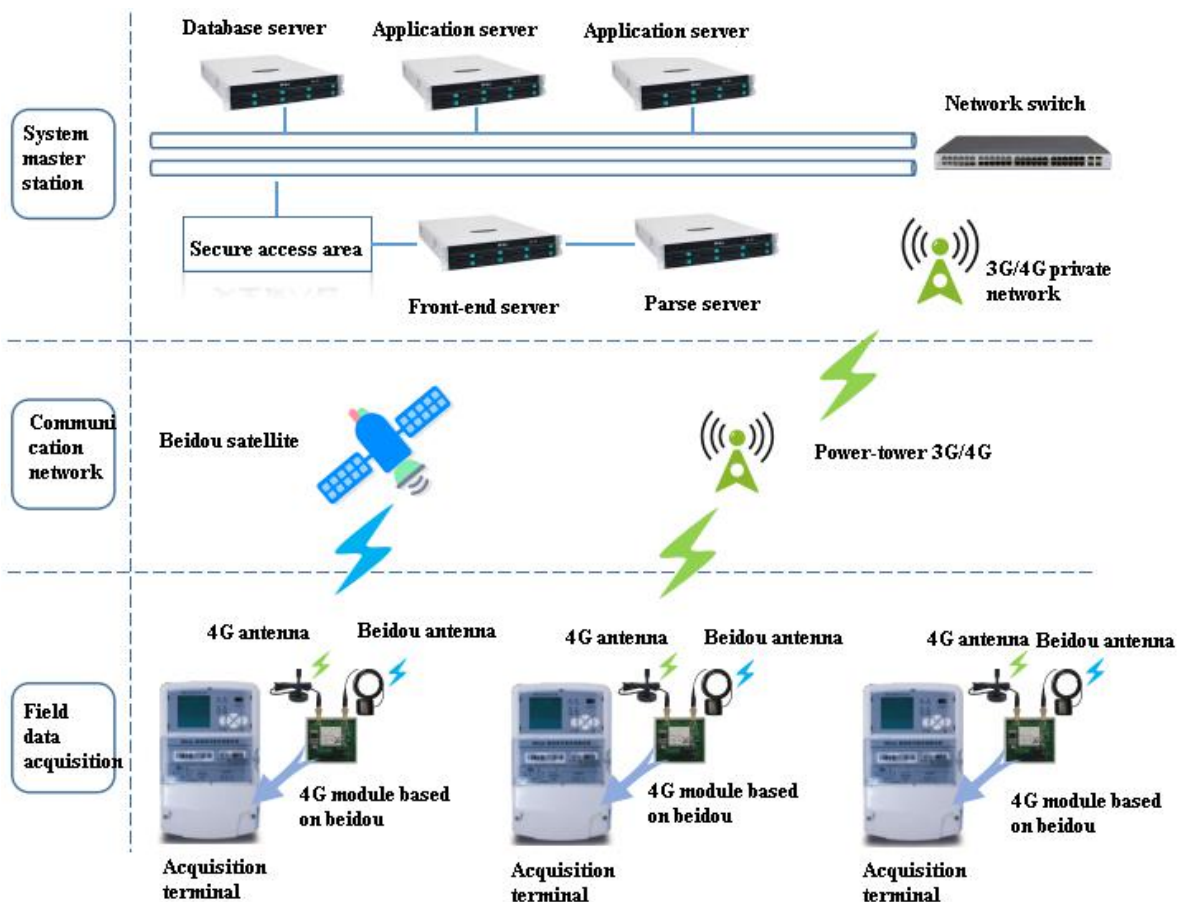 Database server
Application server
Application server
System
master
station
Network switch
Secure access area
Front-end server
Parse server
3G/4G private
network
Communi
cation
network
Beidou satellite
Power-tower 3G/4G
4G antenna
Beidou antenna
4G antenna
Beidou antenna
4G antenna
Beidou antenna
Field
data
acquisition
4G module based
on beidou
4G module based
on beidou
4G module based
on beidou
Acquisition
terminal
Acquisition
terminal
Acquisition
terminal